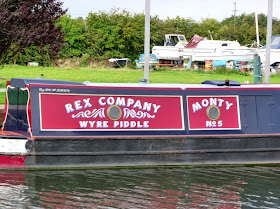 REX COMPANY
WYRE PIDDLE
MONTY
No 5